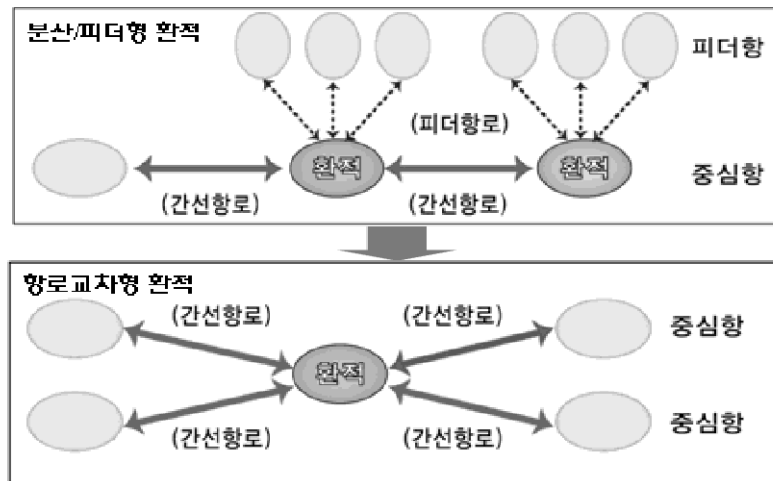 분산/피더형 환적
피더항
(피더항로)
환적
환적
중심항
(간선항로)
(간선항로)
항로교차형 환적
(간선항로)
(간선항로)
중심항
환적
중심항
(간선항로)
(간선항로)